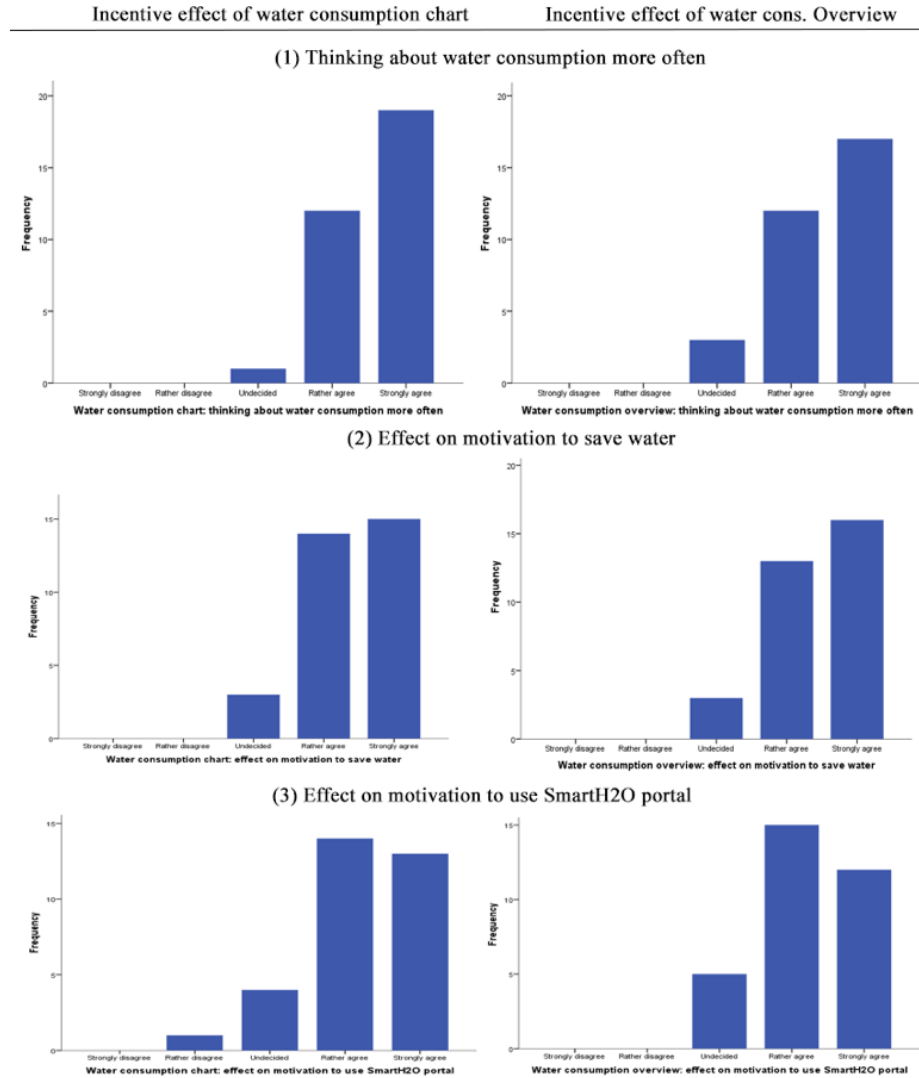 Incentive effect of water consumption chart
Incentive effect of water cons. Overview
(1) Thinking about water consumption more often
20
15
10
5
0
Frequency
Strongly disagree Rather disagree Undecided Rather agree Strongly agree
Water consumption chart: thinking about water consumption more often
20
15
10
5
0
Frequency
Strongly disagree Rather disagree Undecided Rather agree Strongly agree
Water consumption overview: thinking about water consumption more often
(2) Effect on motivation to save water
15
10
5
0
Frequency
Strongly disagree Rather disagree Undecided Rather agree Strongly agree
Water consumption chart: effect on motivation to save water
20
15
10
5
0
Frequency
Strongly disagree Rather disagree Undecided Rather agree Strongly agree
Water consumption overview: effect on motivation to save water
(3) Effect on motivation to use SmartH2O portal
15
10
5
0
Frequency
Strongly disagree Rather disagree Undecided Rather agree Strongly agree
Water consumption chart: effect on motivation to use SmartH2O portal
15
10
5
0
Frequency
Strongly disagree Rather disagree Undecided Rather agree Strongly agree
Water consumption overview: effect on motivation to use SmartH2O portal